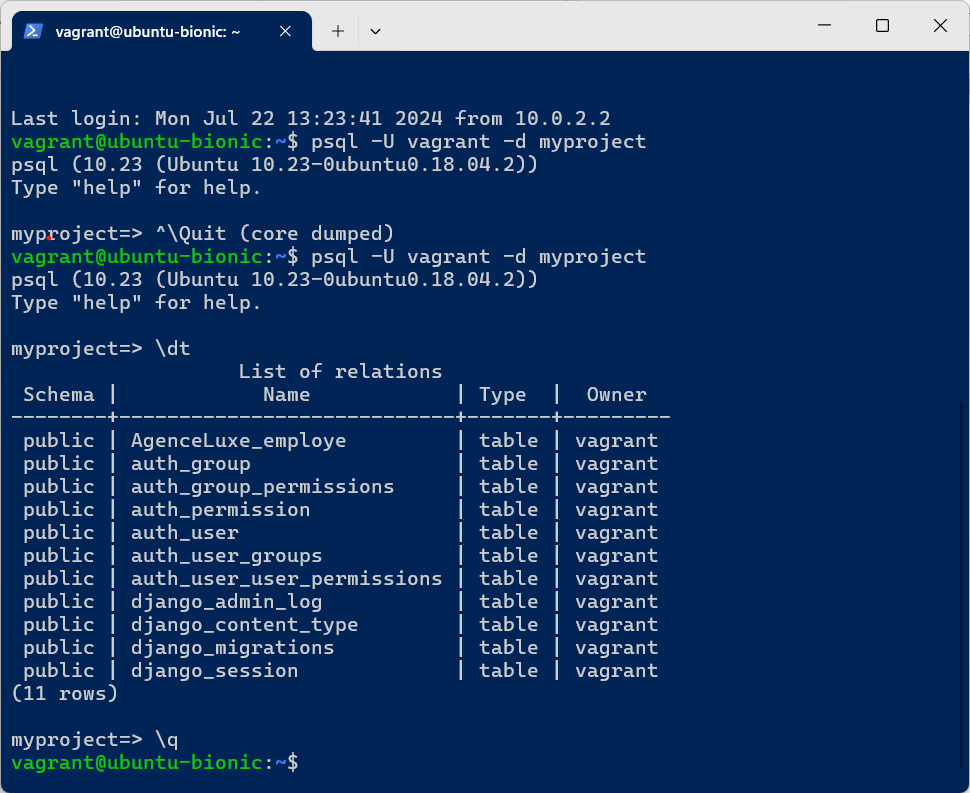 vagrant@ubuntu-bionic: ~
Last login: Mon Jul 22 13:23:41 2024 from 10.0.2.2
vagrant@ubuntu-bionic:~$ psql -U vagrant -d myproject
psql (10.23 (Ubuntu 10.23-0ubuntu0.18.04.2))
Type "help" for help.

myproject=> ^\Quit (core dumped)
vagrant@ubuntu-bionic:~$ psql -U vagrant -d myproject
psql (10.23 (Ubuntu 10.23-0ubuntu0.18.04.2))
Type "help" for help.

myproject=> \dt
                   List of relations
 Schema |            Name            | Type  |  Owner
--------+----------------------------+-------+---------
 public | AgenceLuxe_employe         | table | vagrant
 public | auth_group                 | table | vagrant
 public | auth_group_permissions     | table | vagrant
 public | auth_permission            | table | vagrant
 public | auth_user                  | table | vagrant
 public | auth_user_groups           | table | vagrant
 public | auth_user_user_permissions | table | vagrant
 public | django_admin_log           | table | vagrant
 public | django_content_type        | table | vagrant
 public | django_migrations          | table | vagrant
 public | django_session             | table | vagrant
(11 rows)

myproject=> \q
vagrant@ubuntu-bionic:~$